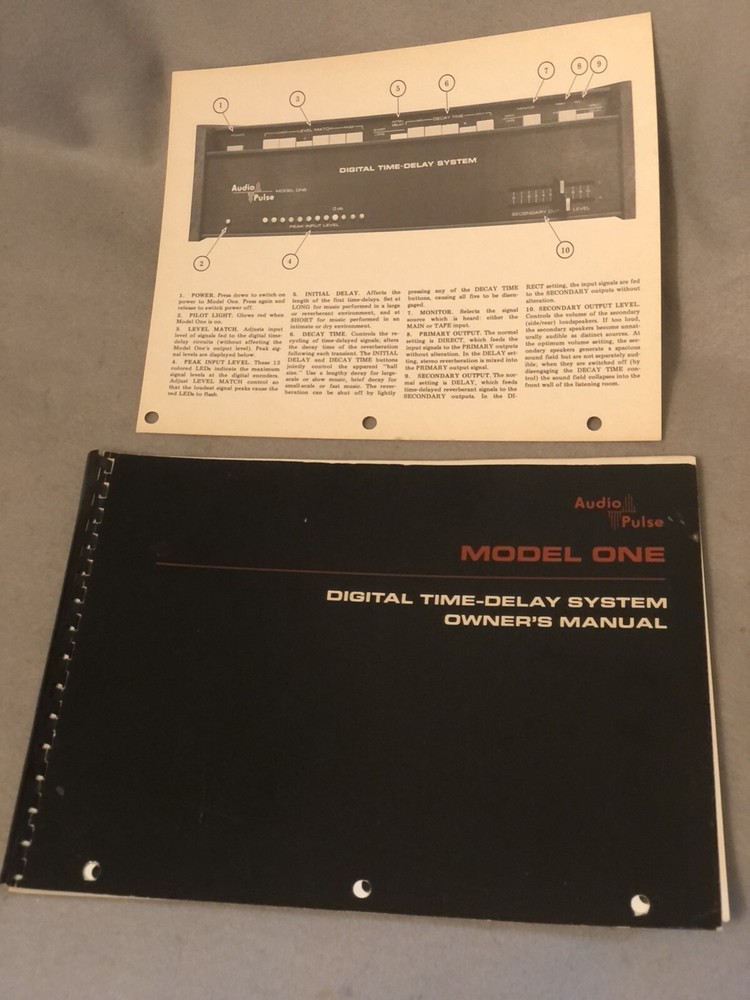 1
3
5
6
7
8
9
LEVEL MATCH
DECAY TIME
DIGITAL TIME-DELAY SYSTEM
Audio
Pulse
MODEL ONE
PEAK INPUT LEVEL
SECONDARY
LEVEL
2
4
10
1. POWER. Press down to switch on
power to Model One. Press again and
release to switch power off.
2. PILOT LIGHT. Glows red when
Model One is on.
3. LEVEL MATCH. Adjusts input
level of signals fed to the digital time-
delay circuits (without affecting the
Model One's output level). Peak sig-
nal levels are displayed below.
4. PEAK INPUT LEVEL. These 12
colored LEDs indicate the maximum
signal levels at the digital encoders.
Adjust LEVEL MATCH control so
that the loudest signal peaks cause the
red LEDs to flash.
5. INITIAL DELAY. Affects the
length of the first time-delays. Set at
LONG for music performed in a large
or reverberant environment, and at
SHORT for music performed in an
intimate or dry environment.
6. DECAY TIME. Controls the re-
cycling of time-delayed signals; alters
the decay time of the reverberation
following each transient. The INITIAL
DELAY and DECAY TIME buttons
jointly control the apparent "hall
size." Use a lengthy decay for large-
scale or slow music, brief decay for
small-scale or fast music. The rever-
beration can be shut off by lightly
pressing any of the DECAY TIME
buttons, causing all five to be disen-
gaged.
7. MONITOR. Selects the signal
source which is heard: either the
MAIN or TAPE input.
8. PRIMARY OUTPUT. The normal
setting is DIRECT, which feeds the
input signals to the PRIMARY outputs
without alteration. In the DELAY set-
ting, stereo reverberation is mixed into
the PRIMARY output signal.
9. SECONDARY OUTPUT. The nor-
mal setting is DELAY, which feeds
time-delayed reverberant signals to the
SECONDARY outputs. In the DI-
RECT setting, the input signals are fed
to the SECONDARY outputs without
alteration.
10. SECONDARY OUTPUT LEVEL.
Controls the volume of the secondary
(side/rear) loudspeakers. If too loud,
the secondary speakers become unnat-
urally audible as distinct sources. At
the optimum volume setting, the sec-
ondary speakers generate a spacious
sound field but are not separately aud-
ible; when they are switched off (by
disengaging the DECAY TIME con-
trol) the sound field collapses into the
front wall of the listening room.
Audio
Pulse
MODEL ONE
DIGITAL TIME-DELAY SYSTEM
OWNER'S MANUAL